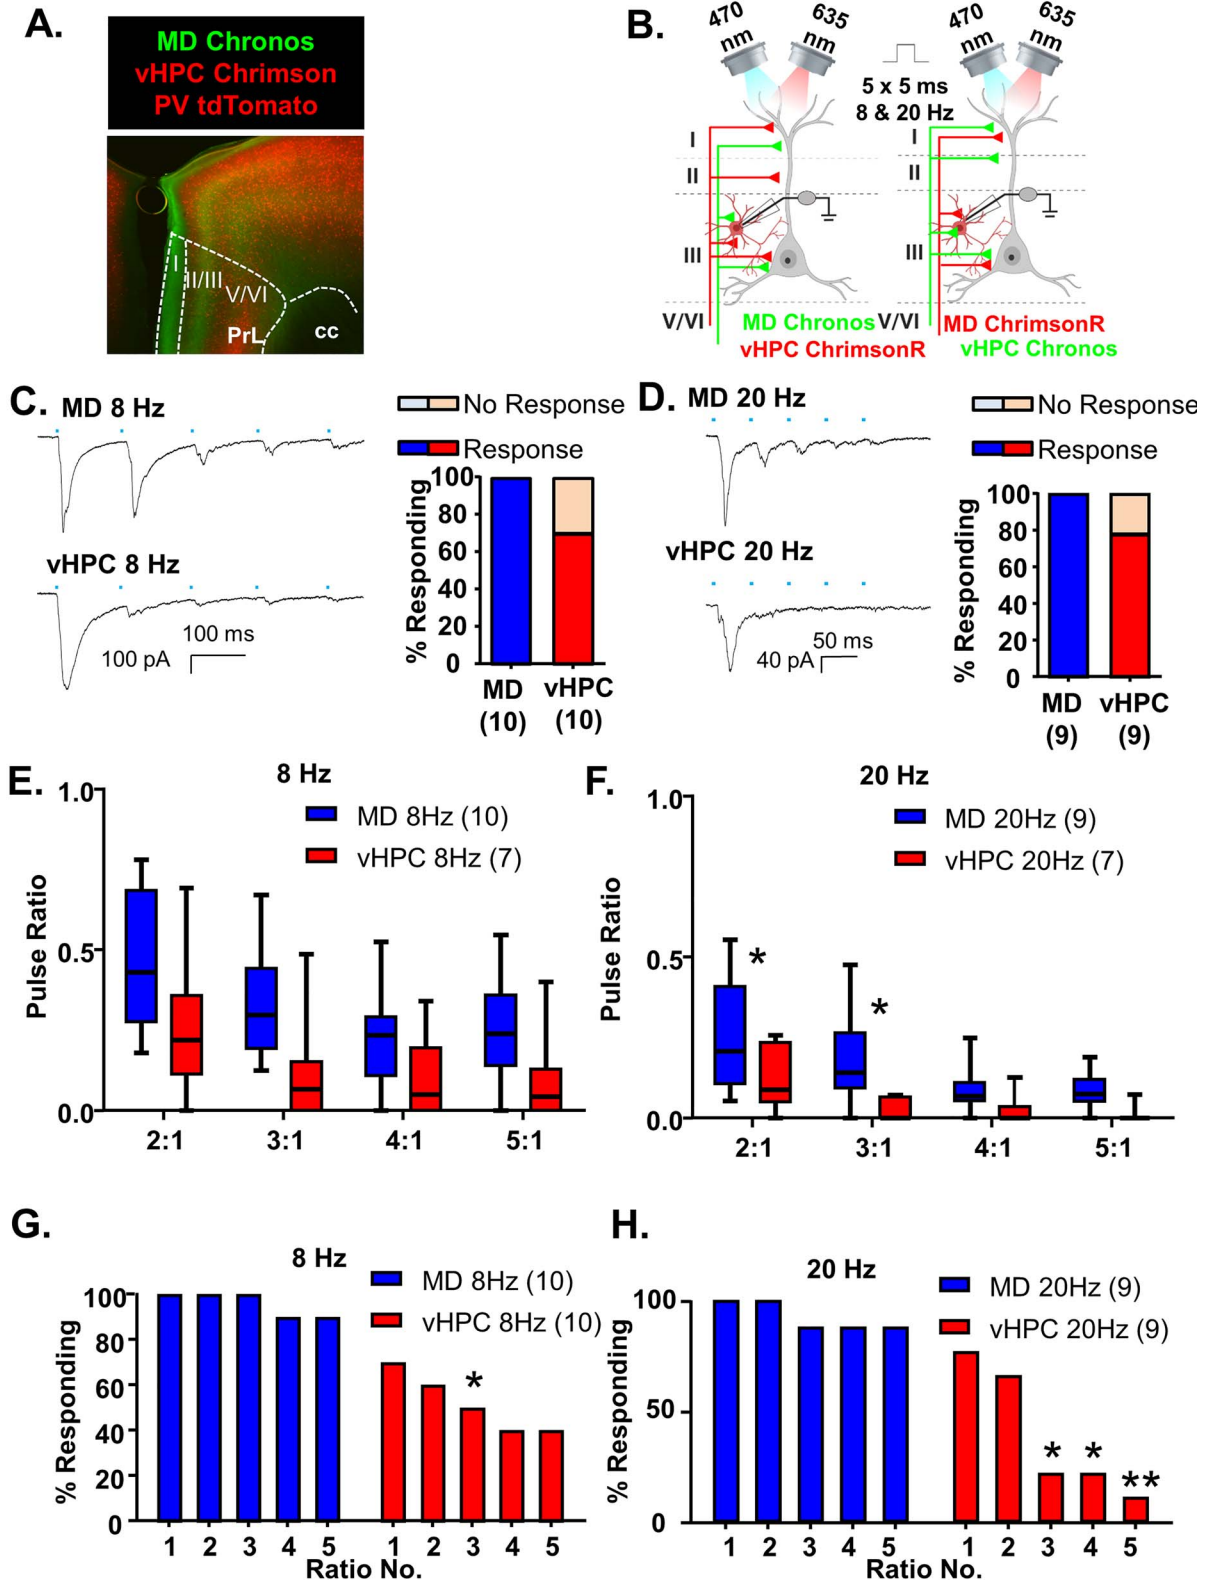 A.
MD Chronos
vHPC Chrimson
PV tdTomato
I
II/III
V/VI
PrL
cc
B.
470
nm
635
nm
470
nm
635
nm
5 x 5 ms
8 & 20 Hz
I
II
III
V/VI
MD Chronos
vHPC ChrimsonR
I
II
III
V/VI
MD ChrimsonR
vHPC Chronos
C.
MD 8 Hz
vHPC 8 Hz
100 ms
100 pA
No Response
Response
% Responding
100
80
60
40
20
0
MD
(10)
vHPC
(10)
D.
MD 20 Hz
vHPC 20 Hz
50 ms
40 pA
No Response
Response
% Responding
100
80
60
40
20
0
MD
(9)
vHPC
(9)
E.
8 Hz
MD 8Hz (10)
vHPC 8Hz (7)
Pulse Ratio
1.0
0.5
0.0
2:1 3:1 4:1 5:1
F.
20 Hz
MD 20Hz (9)
vHPC 20Hz (7)
Pulse Ratio
1.0
0.5
0.0
* *
2:1 3:1 4:1 5:1
G.
8 Hz
MD 8Hz (10)
vHPC 8Hz (10)
% Responding
100
80
60
40
20
0
*
1 2 3 4 5 1 2 3 4 5
Ratio No.
H.
20 Hz
MD 20Hz (9)
vHPC 20Hz (9)
% Responding
100
50
0
* * **
1 2 3 4 5 1 2 3 4 5
Ratio No.